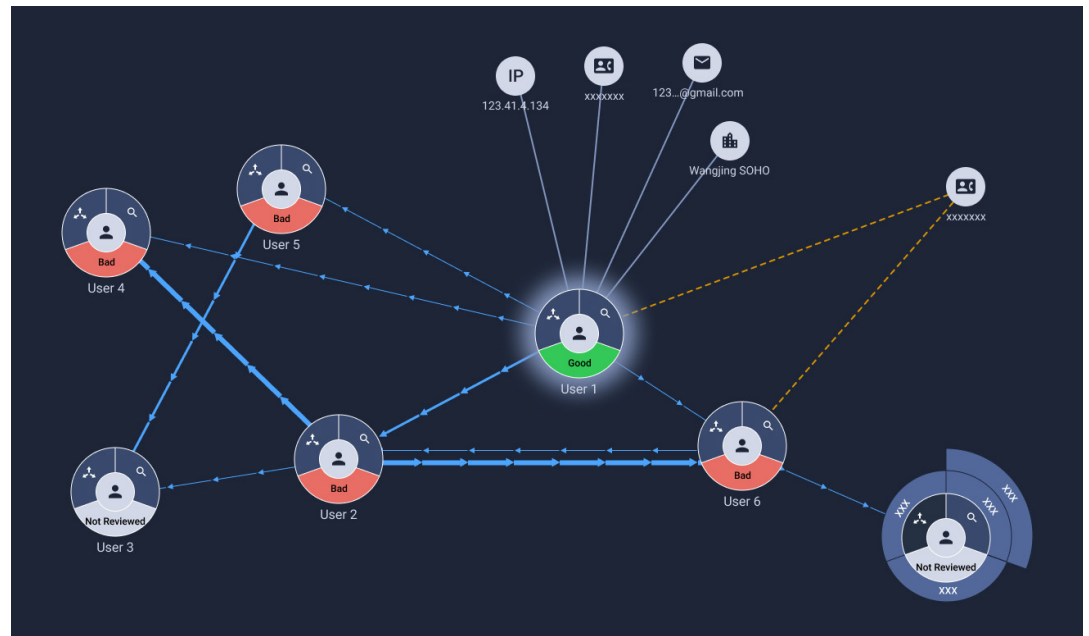 IP
123.41.4.134
xxxxxxx
123...@gmail.com
Wangjing SOHO
xxxxxxx
Bad
User 5
Bad
User 4
Good
User 1
Bad
User 6
Bad
User 2
Not Reviewed
User 3
XXX
XXX
XXX
Not Reviewed
XXX